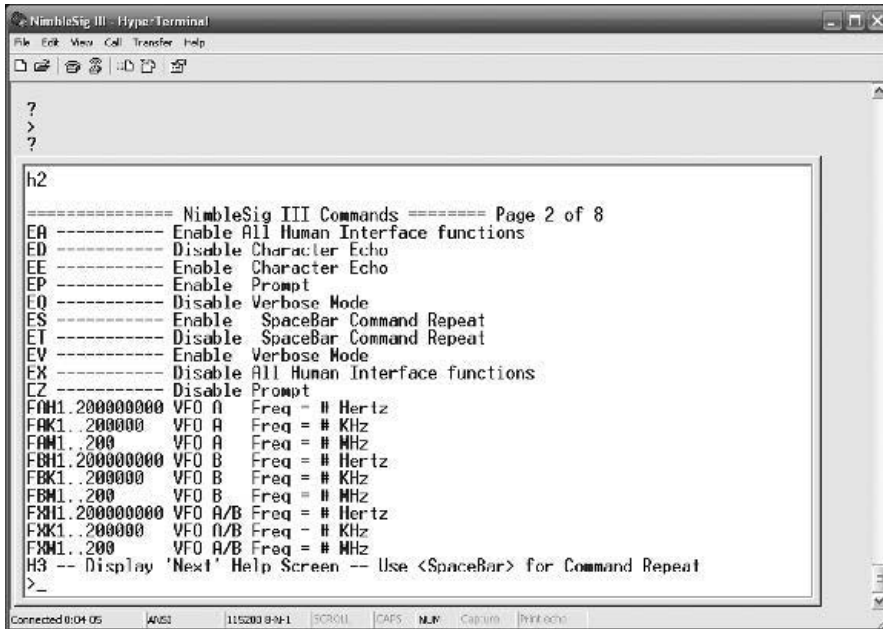 NimbleSig III - HyperTerminal
File Edit View Call Transfer Help
?
>
?
h2
=============== NimbleSig III Commands ======== Page 2 of 8
EA ----------- Enable All Human Interface functions
ED ----------- Disable Character Echo
EE ----------- Enable  Character Echo
EP ----------- Enable  Prompt
EQ ----------- Disable Verbose Mode
ES ----------- Enable   SpaceBar Command Repeat
ET ----------- Disable  SpaceBar Command Repeat
EV ----------- Enable  Verbose Mode
EX ----------- Disable All Human Interface functions
EZ ----------- Disable Prompt
FAH1.200000000 VFO A   Freq = # Hertz
FAK1..200000   VFO A   Freq = # KHz
FAM1..200      VFO A   Freq = # MHz
FBH1.200000000 VFO B   Freq = # Hertz
FBK1..200000   VFO B   Freq = # KHz
FBM1..200      VFO B   Freq = # MHz
FXH1.200000000 VFO A/B Freq = # Hertz
FXK1..200000   VFO A/B Freq = # KHz
FXM1..200      VFO A/B Freq = # MHz
H3 -- Display 'Next' Help Screen -- Use <SpaceBar> for Command Repeat
>_
Connected 0:04:05 ANSI 115200 8-N-1 SCROLL CAPS NUM Capture Print echo